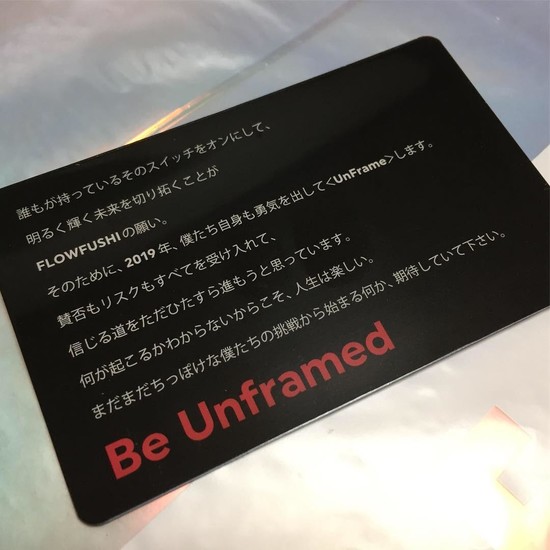 誰もが持っているそのスイッチをオンにして、
明るく輝く未来を切り拓くことが
FLOWFUSHIの願い。
そのために、2019年、僕たち自身も勇気を出して<UnFrame>します。
賛否もリスクもすべてを受け入れて、
信じる道をただひたすら進もうと思っています。
何が起こるかわからないからこそ、人生は楽しい。
まだまだちっぽけな僕たちの挑戦から始まる何か、期待していて下さい。
Be Unframed